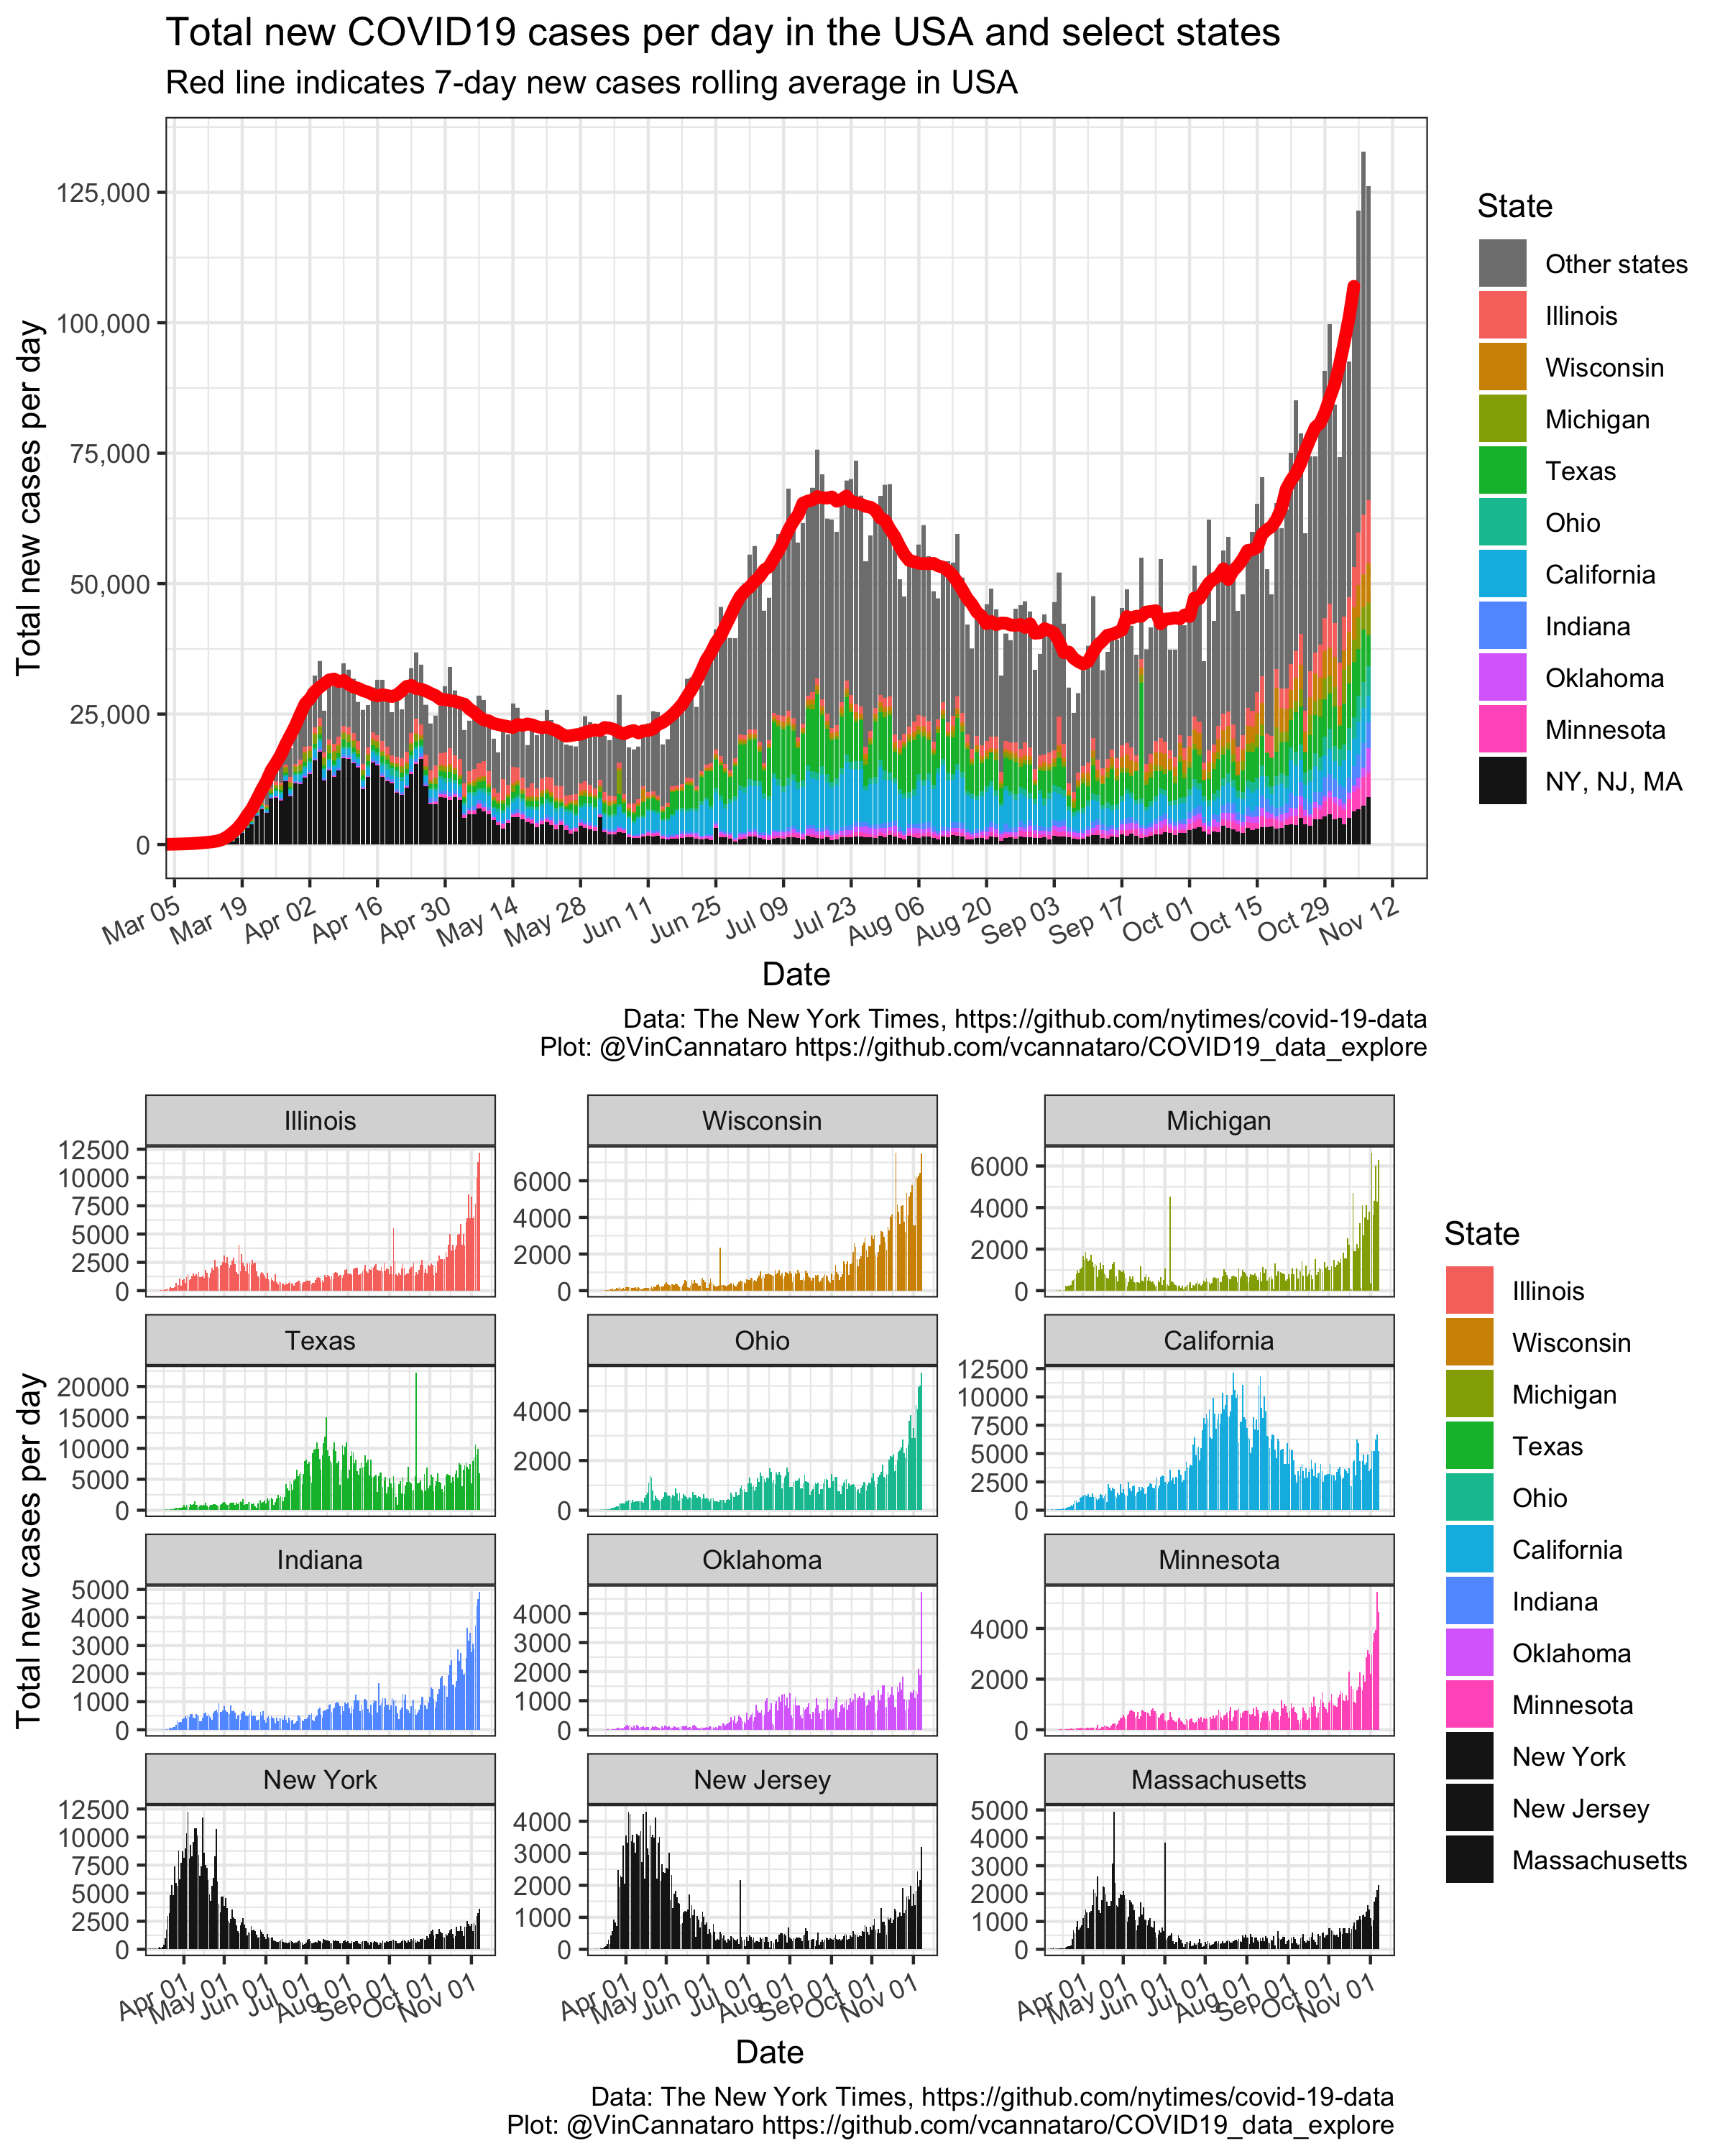 Total new COVID19 cases per day in the USA and select states
Red line indicates 7-day new cases rolling average in USA
Total new cases per day
125,000
100,000
75,000
50,000
25,000
0
Mar 05
Mar 19
Apr 02
Apr 16
Apr 30
May 14
May 28
Jun 11
Jun 25
Jul 09
Jul 23
Aug 06
Aug 20
Sep 03
Sep 17
Oct 01
Oct 15
Oct 29
Nov 12
Date
State
Other states
Illinois
Wisconsin
Michigan
Texas
Ohio
California
Indiana
Oklahoma
Minnesota
NY, NJ, MA
Data: The New York Times, https://github.com/nytimes/covid-19-data
Plot: @VinCannataro https://github.com/vcannataro/COVID19_data_explore
Total new cases per day
Illinois
12500
10000
7500
5000
2500
0
Wisconsin
6000
4000
2000
0
Michigan
6000
4000
2000
0
Texas
20000
15000
10000
5000
0
Ohio
4000
2000
0
California
12500
10000
7500
5000
2500
0
Indiana
5000
4000
3000
2000
1000
0
Oklahoma
4000
3000
2000
1000
0
Minnesota
4000
2000
0
New York
12500
10000
7500
5000
2500
0
Apr 01
May 01
Jun 01
Jul 01
Aug 01
Sep 01
Oct 01
Nov 01
New Jersey
4000
3000
2000
1000
0
Apr 01
May 01
Jun 01
Jul 01
Aug 01
Sep 01
Oct 01
Nov 01
Massachusetts
5000
4000
3000
2000
1000
0
Apr 01
May 01
Jun 01
Jul 01
Aug 01
Sep 01
Oct 01
Nov 01
Date
State
Illinois
Wisconsin
Michigan
Texas
Ohio
California
Indiana
Oklahoma
Minnesota
New York
New Jersey
Massachusetts
Data: The New York Times, https://github.com/nytimes/covid-19-data
Plot: @VinCannataro https://github.com/vcannataro/COVID19_data_explore